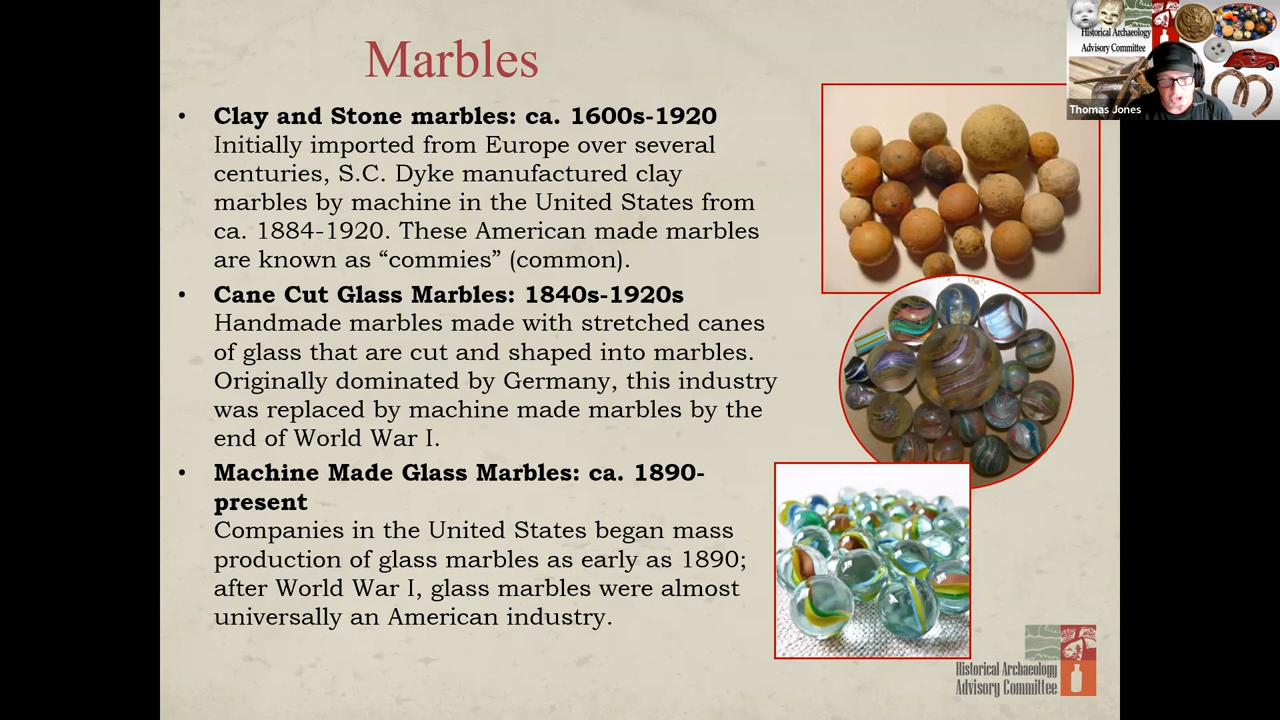 Marbles
• Clay and Stone marbles: ca. 1600s-1920
Initially imported from Europe over several
centuries, S.C. Dyke manufactured clay
marbles by machine in the United States from
ca. 1884-1920. These American made marbles
are known as “commies” (common).
• Cane Cut Glass Marbles: 1840s-1920s
Handmade marbles made with stretched canes
of glass that are cut and shaped into marbles.
Originally dominated by Germany, this industry
was replaced by machine made marbles by the
end of World War I.
• Machine Made Glass Marbles: ca. 1890-
present
Companies in the United States began mass
production of glass marbles as early as 1890;
after World War I, glass marbles were almost
universally an American industry.
Historical Archaeology
Advisory Committee
Thomas Jones
Historical Archaeology
Advisory Committee